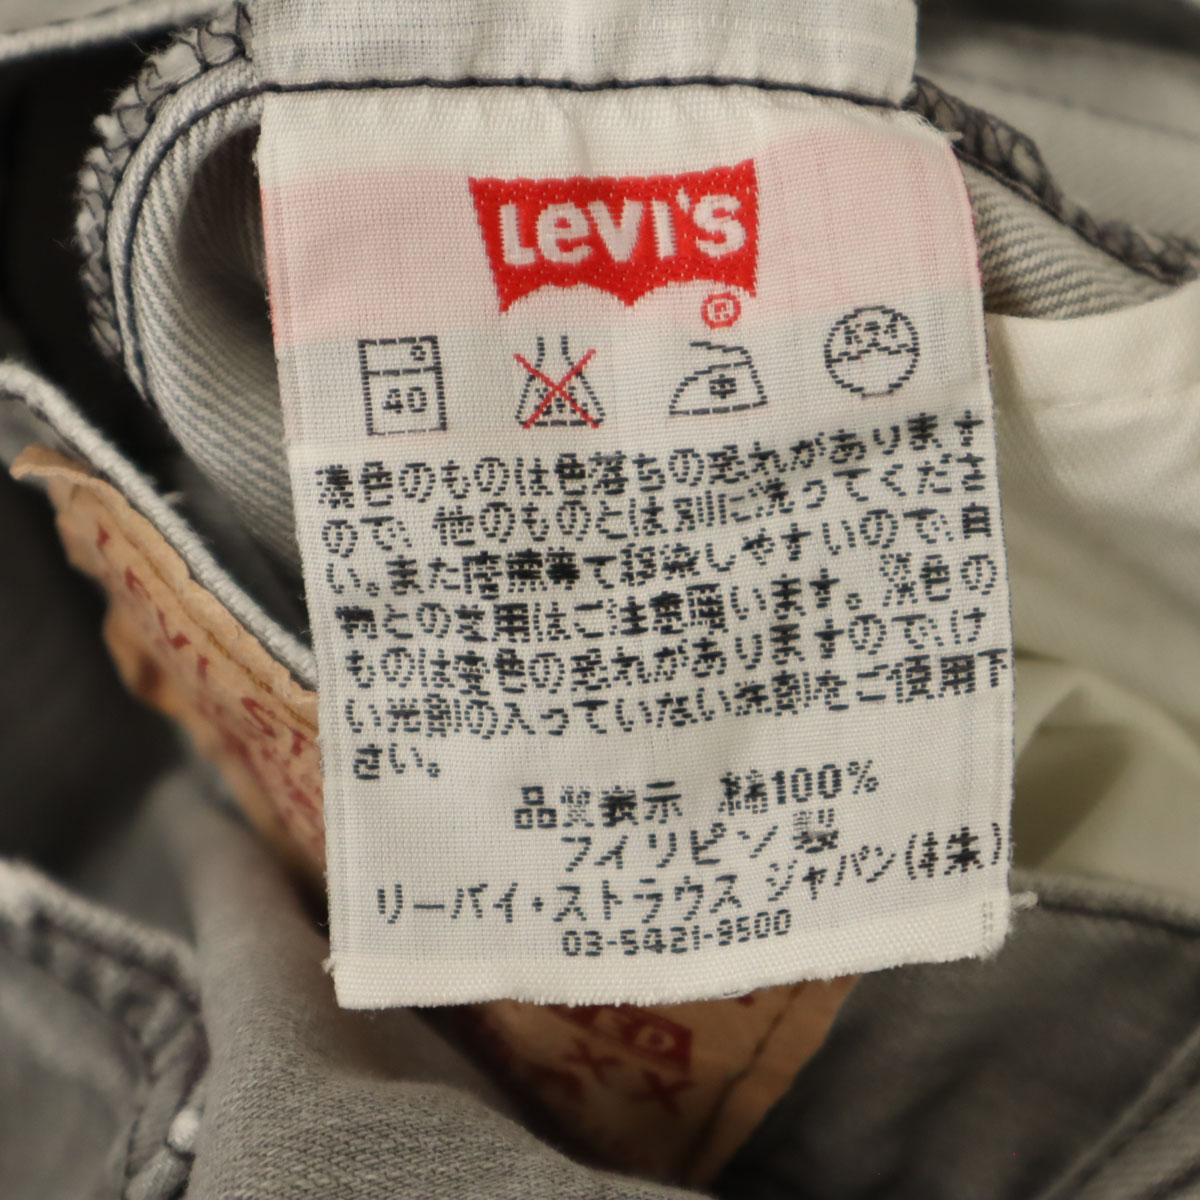 LEVI'S
®
40 中 ドライ
濃色のものは色落ちの恐れがあります
ので、他のものとは別に洗ってくださ
い。また摩擦等で移染しやすいので、白
物との着用はご注意願います。淡色の
ものは変色の恐れがありますので、け
い光剤の入っていない洗剤をご使用下
さい。
品質表示 綿100%
フィリピン製
リーバイ・ストラウス ジャパン(株)
03-5421-9500